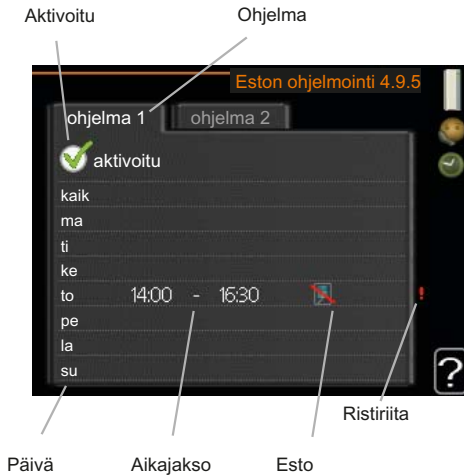 Aktivoitu Ohjelma
Eston ohjelmointi 4.9.5
ohjelma 1 ohjelma 2
aktivoitu
kaik
ma
ti
ke
to 14:00 - 16:30 !
pe
la
su
?
Ristiriita
Päivä Aikajakso Esto